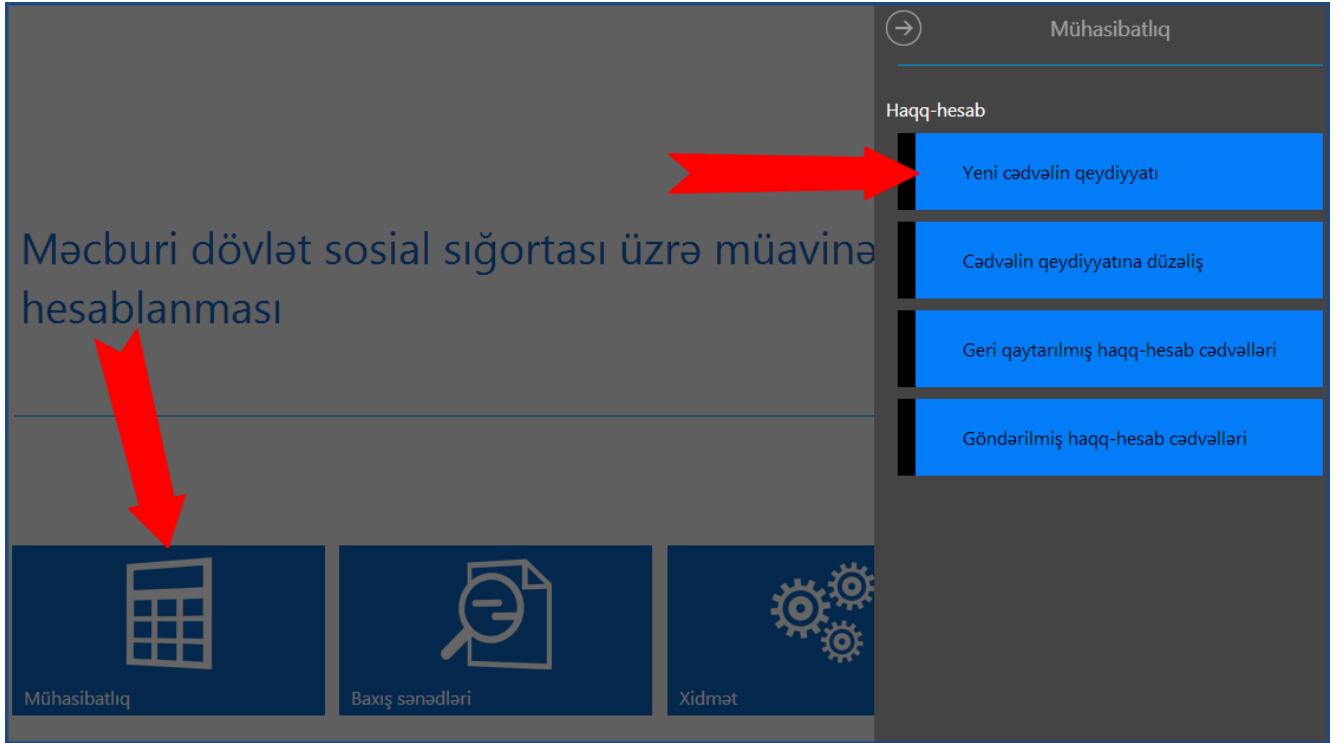 Mühasibatlıq
Haqq-hesab
Yeni cədvəlin qeydiyyatı
Cədvəlin qeydiyyatına düzəliş
Geri qaytarılmış haqq-hesab cədvəlləri
Göndərilmiş haqq-hesab cədvəlləri
Məcburi dövlət sosial sığortası üzrə müavinə
hesablanması
Mühasibatlıq
Baxış sənədləri
Xidmət